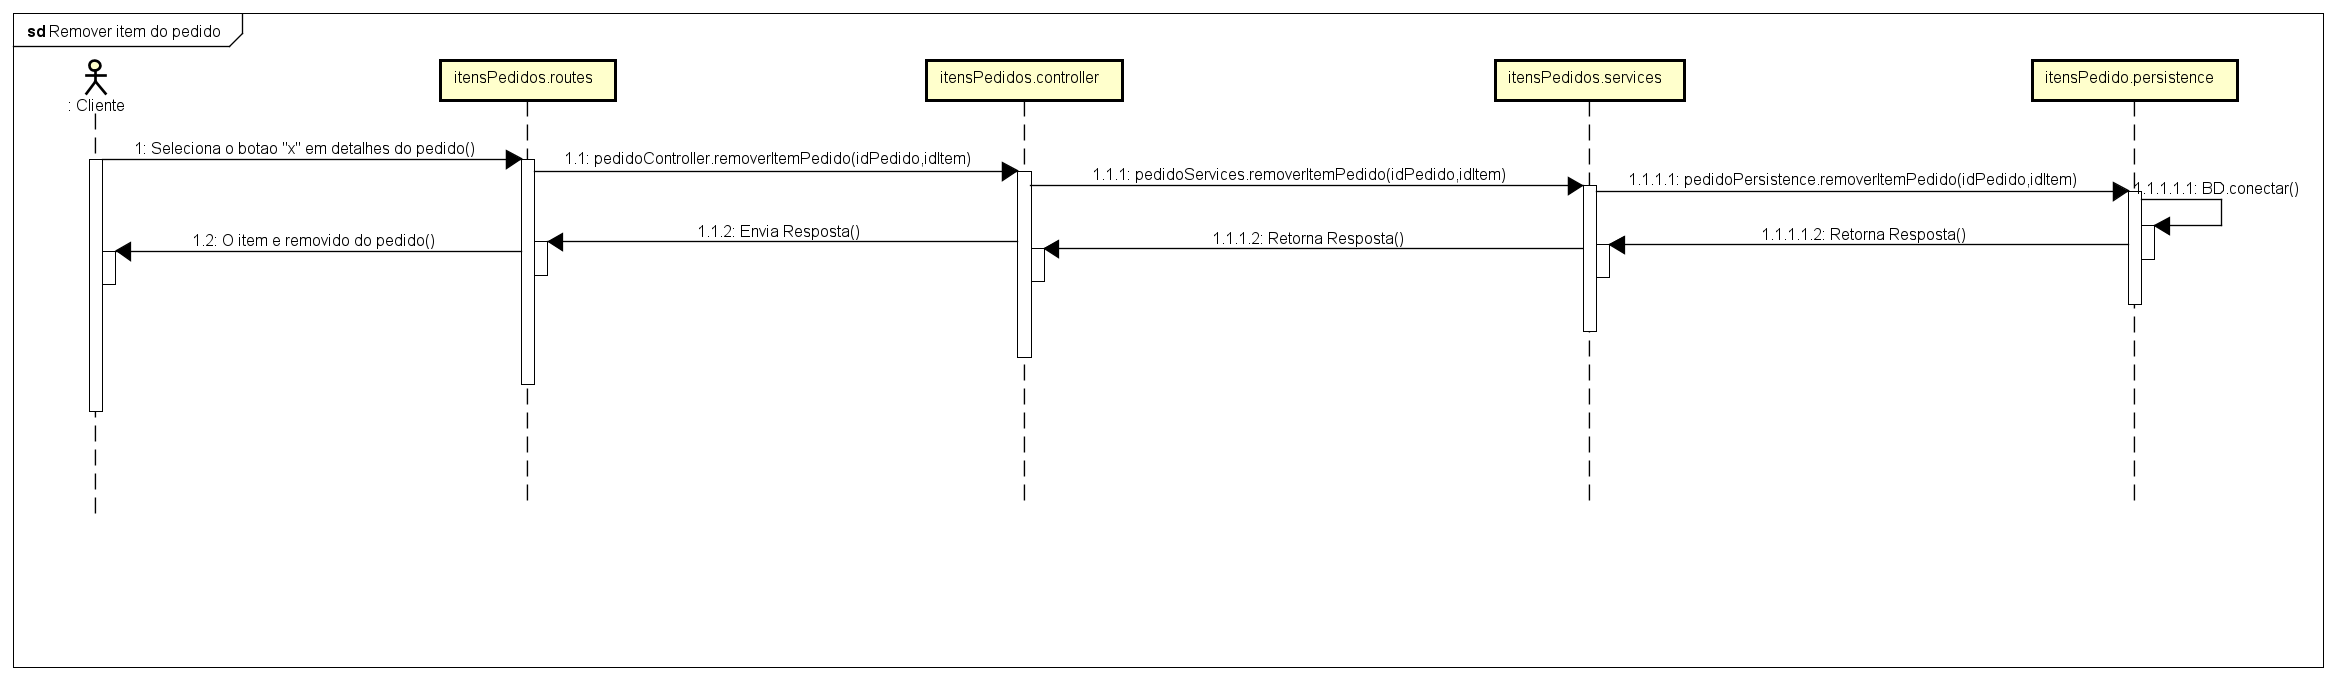 sd Remover item do pedido
: Cliente
itensPedidos.routes
itensPedidos.controller
itensPedidos.services
itensPedido.persistence
1: Seleciona o botao "x" em detalhes do pedido()
1.1: pedidoController.removerItemPedido(idPedido,idItem)
1.1.1: pedidoServices.removerItemPedido(idPedido,idItem)
1.1.1.1: pedidoPersistence.removerItemPedido(idPedido,idItem)
1.1.1.1.1: BD.conectar()
1.2: O item e removido do pedido()
1.1.2: Envia Resposta()
1.1.1.2: Retorna Resposta()
1.1.1.1.2: Retorna Resposta()